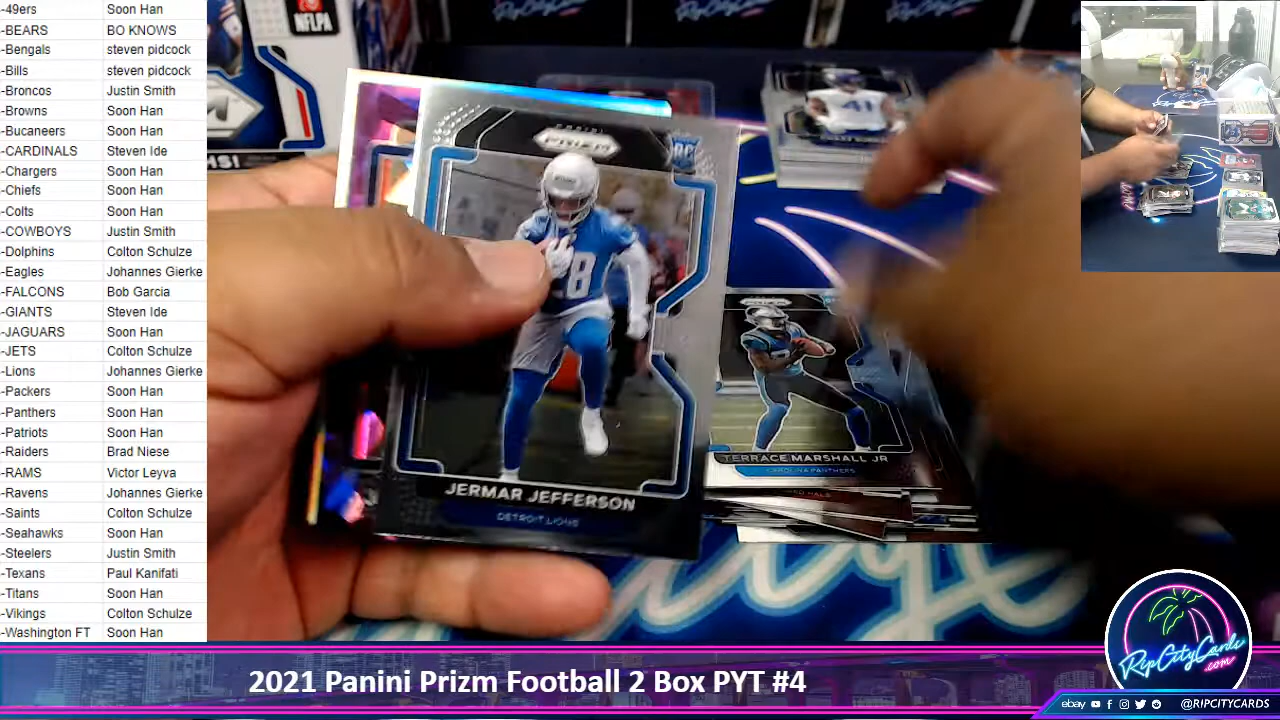 -49ers Soon Han
-BEARS BO KNOWS
-Bengals steven pidcock
-Bills steven pidcock
-Broncos Justin Smith
-Browns Soon Han
-Bucaneers Soon Han
-CARDINALS Steven Ide
-Chargers Soon Han
-Chiefs Soon Han
-Colts Soon Han
-COWBOYS Justin Smith
-Dolphins Colton Schulze
-Eagles Johannes Gierke
-FALCONS Bob Garcia
-GIANTS Steven Ide
-JAGUARS Soon Han
-JETS Colton Schulze
-Lions Johannes Gierke
-Packers Soon Han
-Panthers Soon Han
-Patriots Soon Han
-Raiders Brad Niese
-RAMS Victor Leyva
-Ravens Johannes Gierke
-Saints Colton Schulze
-Seahawks Soon Han
-Steelers Justin Smith
-Texans Paul Kanifati
-Titans Soon Han
-Vikings Colton Schulze
-Washington FT Soon Han
NFLPA
PANINI
PRIZM
RC
28
JERMAR JEFFERSON
DETROIT LIONS
41
TERRACE MARSHALL JR
CAROLINA PANTHERS
2021 Panini Prizm Football 2 Box PYT #4
RipCityCards
.com
ebay @RIPCITYCARDS